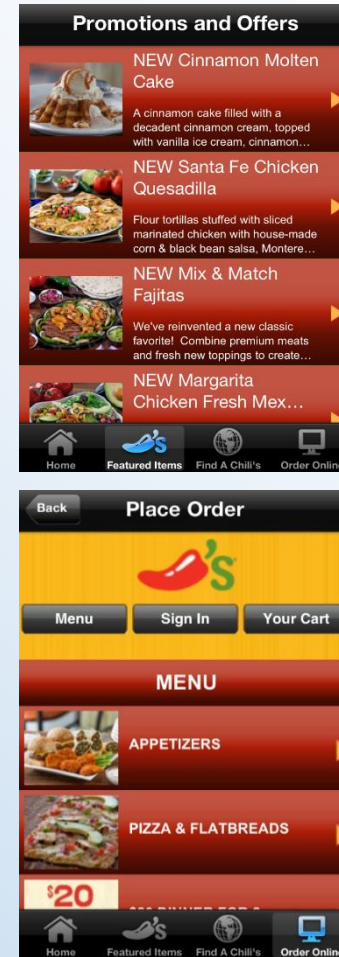 Promotions and Offers
NEW Cinnamon Molten
Cake
A cinnamon cake filled with a
decadent cinnamon cream, topped
with vanilla ice cream, cinnamon...
NEW Santa Fe Chicken
Quesadilla
Flour tortillas stuffed with sliced
marinated chicken with house-made
corn & black bean salsa, Montere...
NEW Mix & Match
Fajitas
We've reinvented a new classic
favorite! Combine premium meats
and fresh new toppings to create...
NEW Margarita
Chicken Fresh Mex...
Home Featured Items Find A Chili's Order Online
Back Place Order
's
Menu Sign In Your Cart
MENU
APPETIZERS
PIZZA & FLATBREADS
$20
Home Featured Items Find A Chili's Order Online